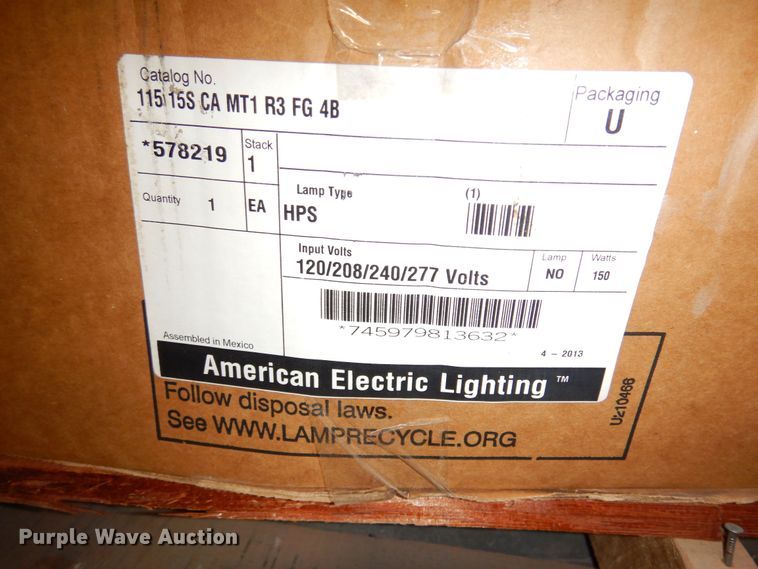 Catalog No.
115 15S CA MT1 R3 FG 4B
Packaging
U
*578219
Stack
1
Quantity 1 EA
Lamp Type
HPS
(1)
Input Volts
120/208/240/277 Volts
Lamp
NO
Watts
150
*745979813632*
Assembled in Mexico
4 - 2013
American Electric Lighting ™
Follow disposal laws.
See WWW.LAMPRECYCLE.ORG
Purple Wave Auction